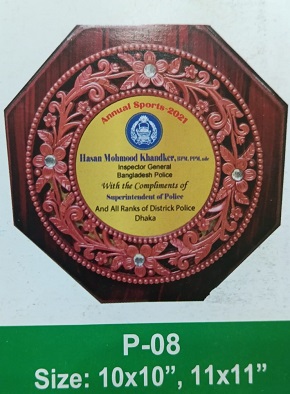 Annual Sports-2021
Hasan Mohmood Khandker, BPM, PPM, ndc
Inspector General
Bangladesh Police
With the Compliments of
Superintendent of Police
And All Ranks of Districk Police
Dhaka
P-08
Size: 10x10”, 11x11”